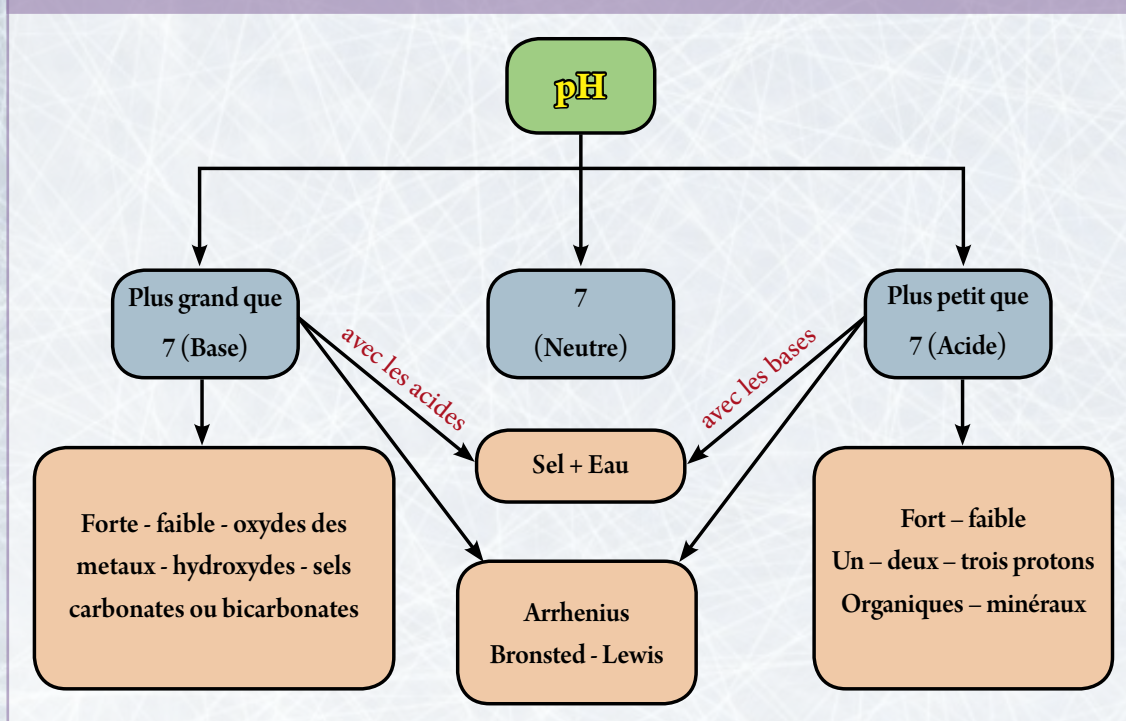 pH
Plus grand que
7 (Base)
7
(Neutre)
Plus petit que
7 (Acide)
avec les acides
avec les bases
Sel + Eau
Forte - faible - oxydes des
metaux - hydroxydes - sels
carbonates ou bicarbonates
Arrhenius
Bronsted - Lewis
Fort – faible
Un – deux – trois protons
Organiques – minéraux